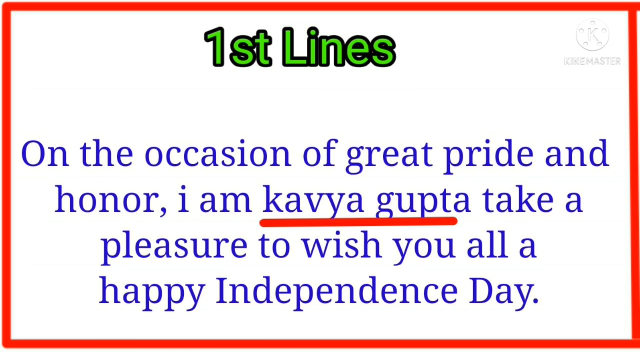 1st Lines
KINEMASTER
On the occasion of great pride and
honor, i am kavya gupta take a
pleasure to wish you all a
happy Independence Day.